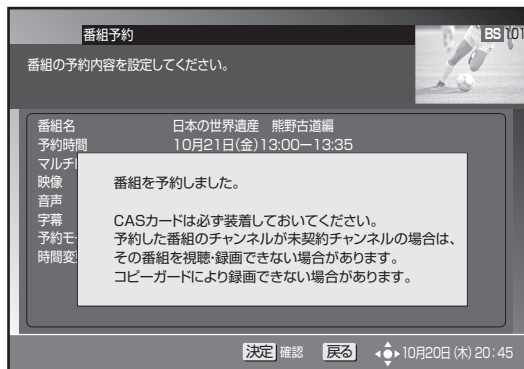 番組予約
BS 101
番組の予約内容を設定してください。
番組名 日本の世界遺産 熊野古道編
予約時間 10月21日(金)13:00ー13:35
マルチ
映像
音声
字幕
予約モ
時間変
番組を予約しました。
CASカードは必ず装着しておいてください。
予約した番組のチャンネルが未契約チャンネルの場合は、
その番組を視聴・録画できない場合があります。
コピーガードにより録画できない場合があります。
決定 確認 戻る 10月20日(木)20:45